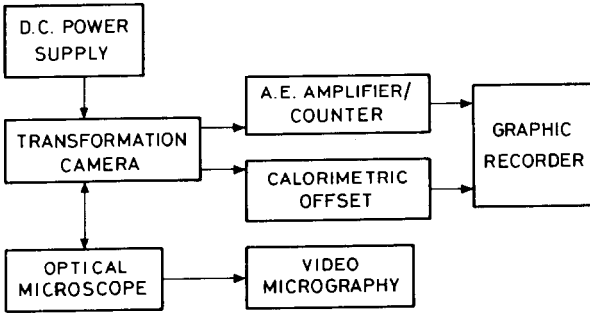 D.C. POWER
SUPPLY
TRANSFORMATION
CAMERA
A.E. AMPLIFIER/
COUNTER
CALORIMETRIC
OFFSET
GRAPHIC
RECORDER
OPTICAL
MICROSCOPE
VIDEO
MICROGRAPHY